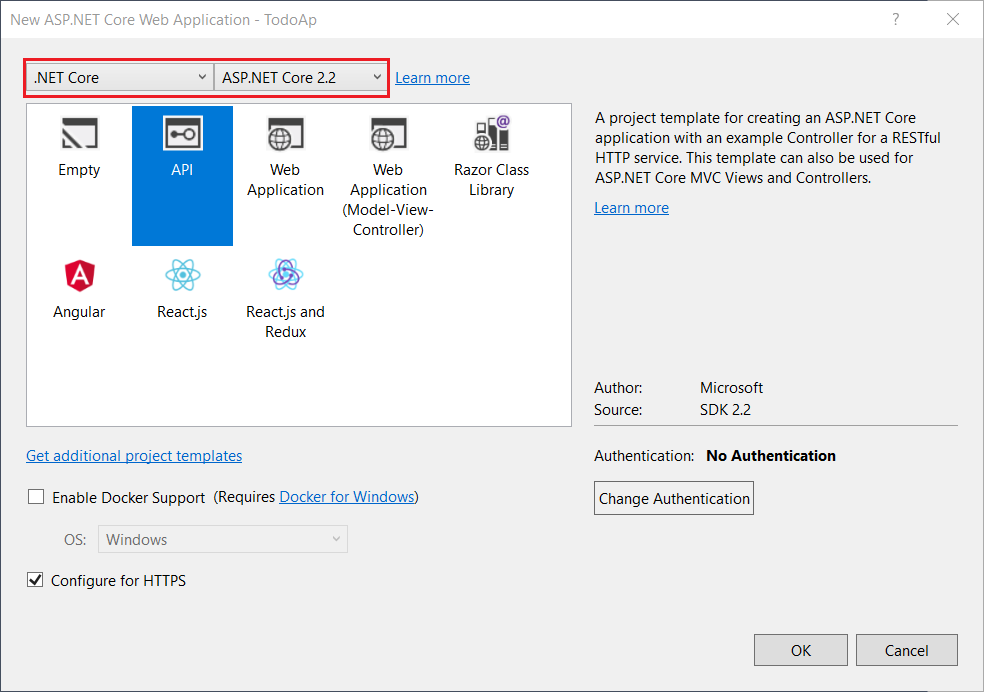 New ASP.NET Core Web Application - TodoAp
?
.NET Core
ASP.NET Core 2.2
Learn more
Empty
API
Web
Application
Web
Application
(Model-View-
Controller)
Razor Class
Library
Angular
React.js
React.js and
Redux
A project template for creating an ASP.NET Core
application with an example Controller for a RESTful
HTTP service. This template can also be used for
ASP.NET Core MVC Views and Controllers.
Learn more
Author: Microsoft
Source: SDK 2.2
Get additional project templates
Authentication: No Authentication
Enable Docker Support (Requires Docker for Windows)
Change Authentication
OS: Windows
Configure for HTTPS
OK
Cancel